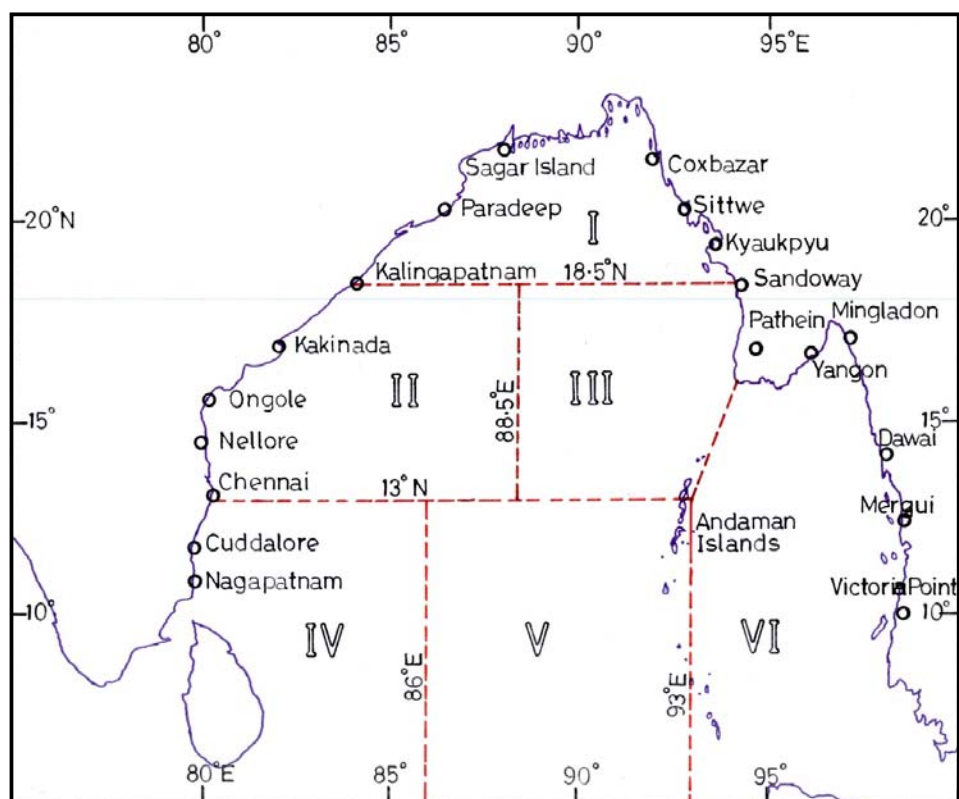 80° 85° 90° 95°E
Sagar Island
Coxbazar
Paradeep
Sittwe
20°N
I
20°
Kyaukpyu
Kalingapatnam
18.5°N
Sandoway
Pathein
Mingladon
Kakinada
Yangon
II
III
88.5°E
Ongole
15°
15°
Nellore
Dawai
Chennai
13°N
Mergui
Andaman
Islands
Cuddalore
Nagapatnam
Victoria Point
10°
10°
IV
V
VI
86°E
93°E
80°E 85° 90° 95°